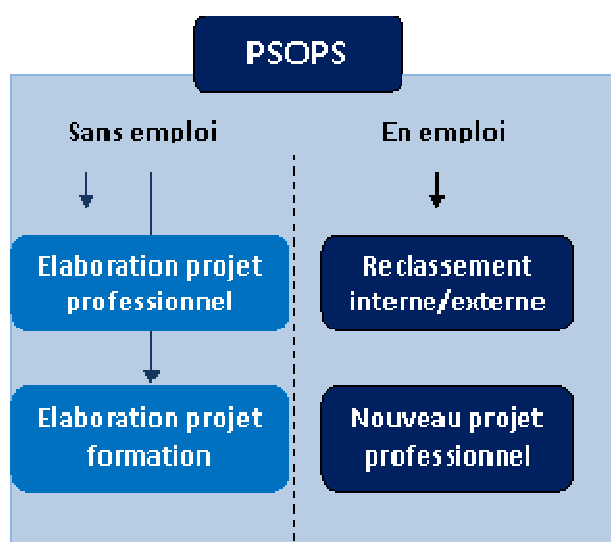 PSOPS
Sans emploi
En emploi
Elaboration projet
professionnel
Reclassement
interne/externe
Elaboration projet
formation
Nouveau projet
professionnel